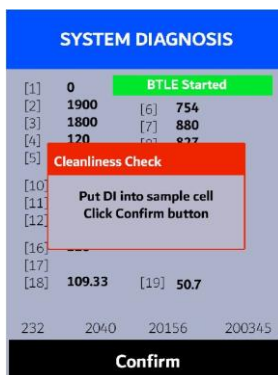 SYSTEM DIAGNOSIS
[1] 0 BTLE Started
[2] 1900 [6] 754
[3] 1800 [7] 880
[4] 120 827
[5]
Cleanliness Check
[10]
[11] Put DI into sample cell
[12] Click Confirm button
[16]
[17]
[18] 109.33 [19] 50.7
232 2040 20156 200345
Confirm